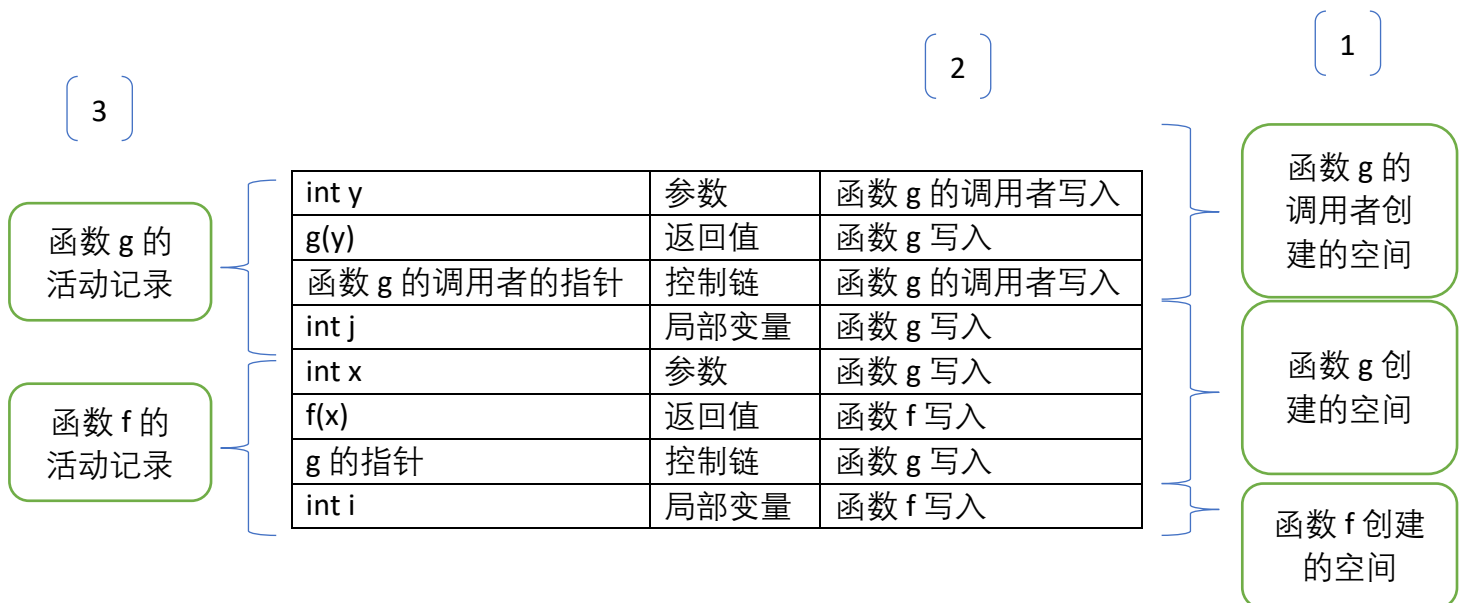 1
2
3
int y 参数 函数 g 的调用者写入
g(y) 返回值 函数 g 写入
函数 g 的调用者的指针 控制链 函数 g 的调用者写入
int j 局部变量 函数 g 写入
int x 参数 函数 g 写入
f(x) 返回值 函数 f 写入
g 的指针 控制链 函数 g 写入
int i 局部变量 函数 f 写入
函数 g 的
活动记录
函数 f 的
活动记录
函数 g 的
调用者创
建的空间
函数 g 创
建的空间
函数 f 创建
的空间